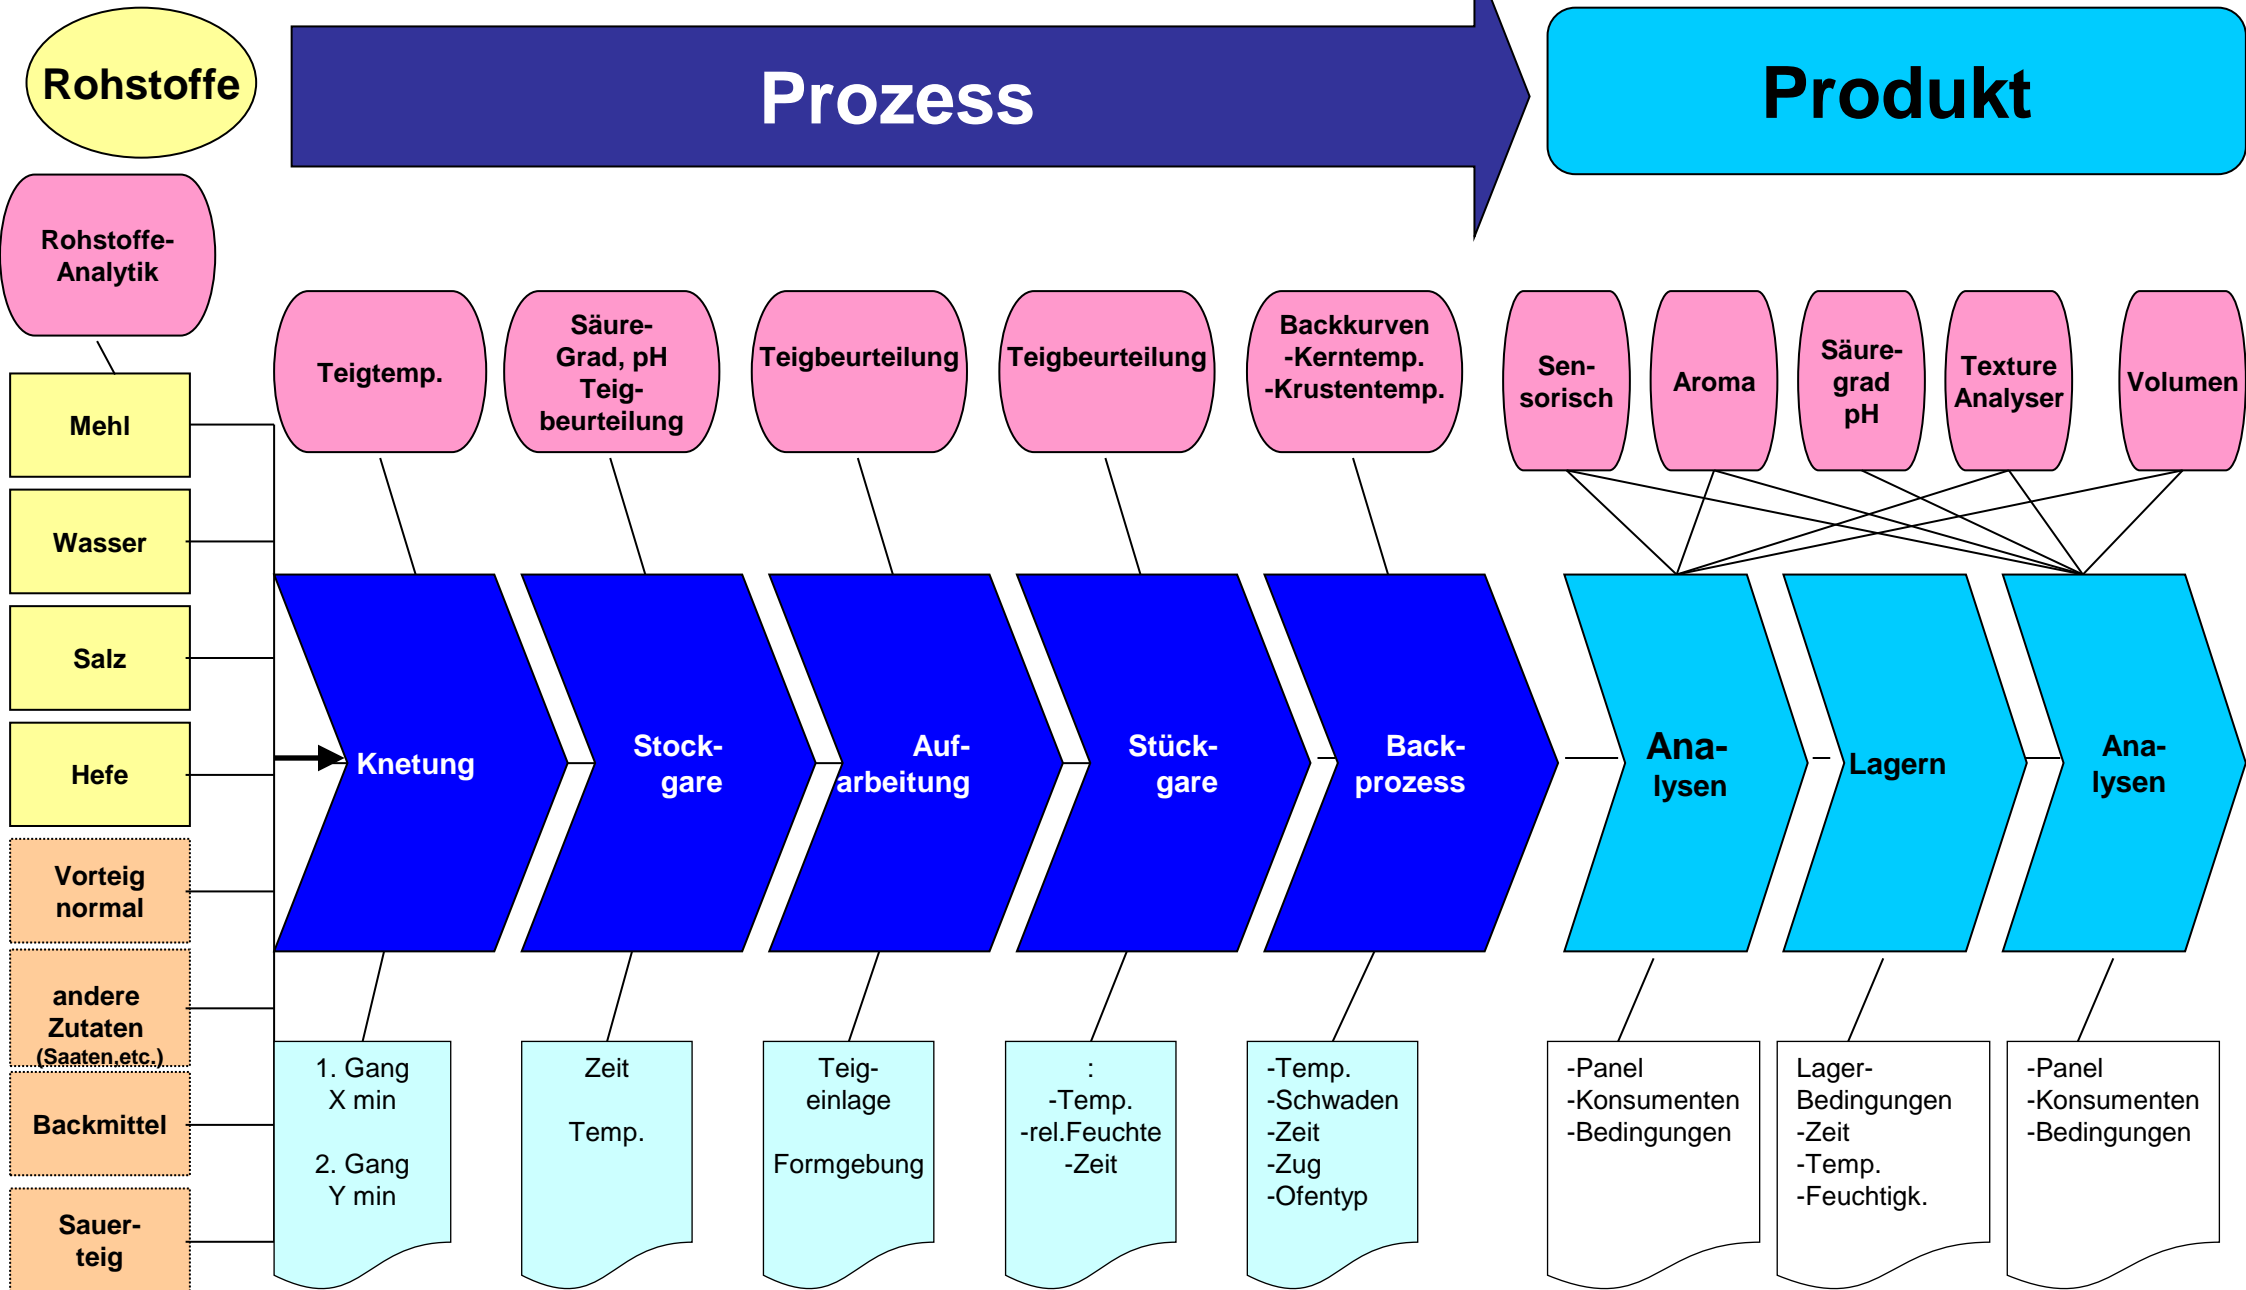 Rohstoffe
Prozess
Produkt
Rohstoffe-
Analytik
Mehl
Wasser
Salz
Hefe
Vorteig
normal
andere
Zutaten
(Saaten,etc.)
Backmittel
Sauer-
teig
Teigtemp.
Säure-
Grad, pH
Teig-
beurteilung
Teigbeurteilung
Teigbeurteilung
Backkurven
-Kerntemp.
-Krustentemp.
Sen-
sorisch
Aroma
Säure-
grad
pH
Texture
Analyser
Volumen
Knetung
Stock-
gare
Auf-
arbeitung
Stück-
gare
Back-
prozess
Ana-
lysen
Lagern
Ana-
lysen
1. Gang
X min
2. Gang
Y min
Zeit
Temp.
Teig-
einlage
Formgebung
:
-Temp.
-rel.Feuchte
-Zeit
-Temp.
-Schwaden
-Zeit
-Zug
-Ofentyp
-Panel
-Konsumenten
-Bedingungen
Lager-
Bedingungen
-Zeit
-Temp.
-Feuchtigk.
-Panel
-Konsumenten
-Bedingungen